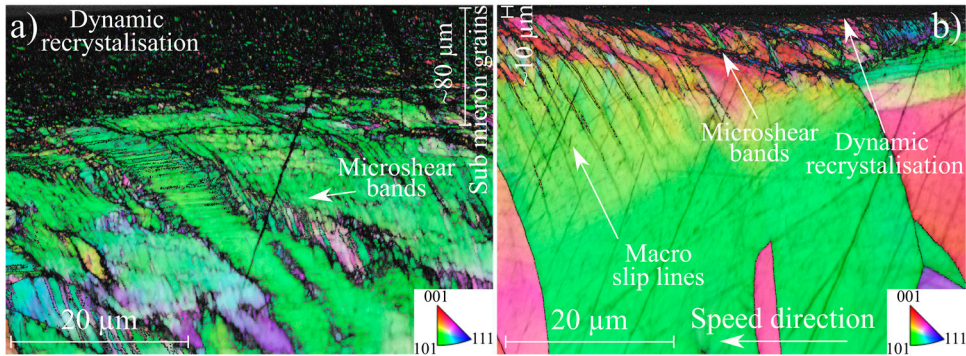 a)
Dynamic
recrystalisation
~80 µm
Sub micron grains
Microshear
bands
20 µm
001
101
111
b)
~10 µm
Microshear
bands
Dynamic
recrystalisation
Macro
slip lines
20 µm
Speed direction
001
101
111